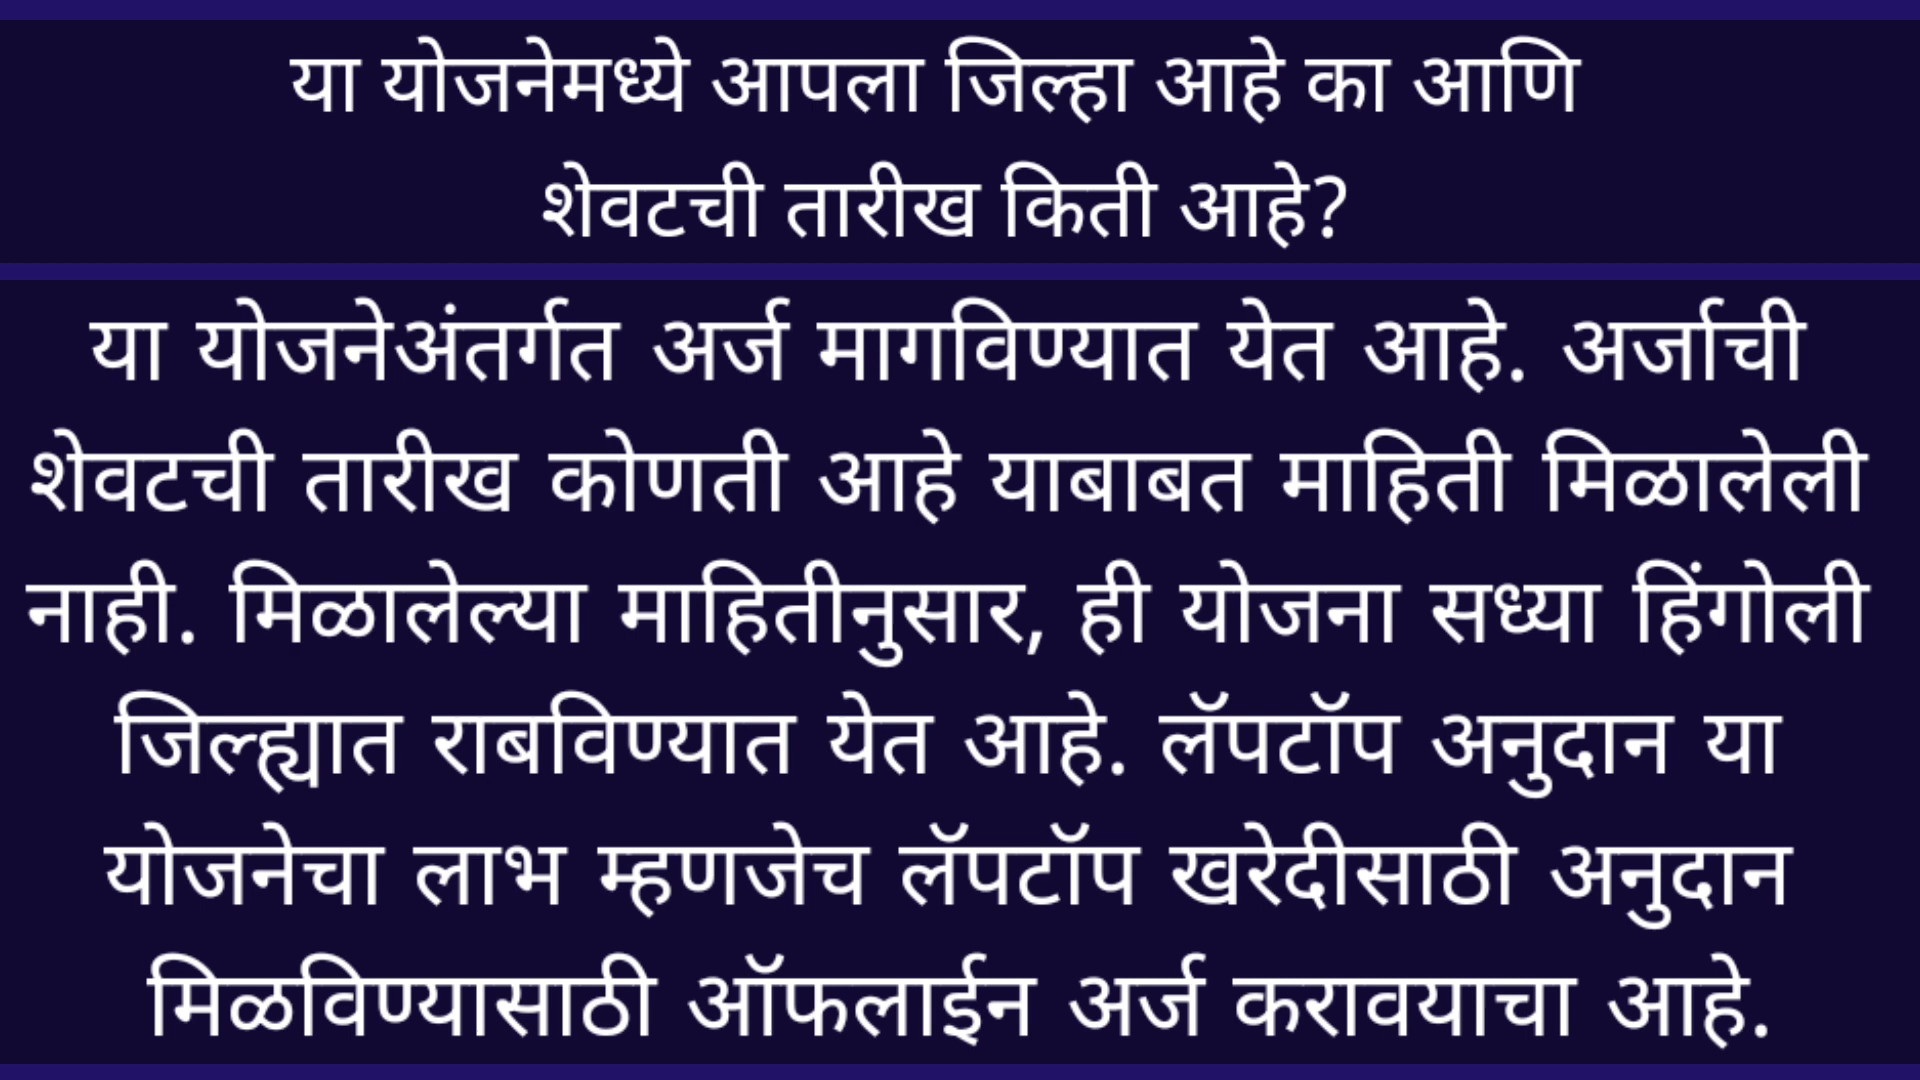 या योजनेमध्ये आपला जिल्हा आहे का आणि
शेवटची तारीख किती आहे?
या योजनेअंतर्गत अर्ज मागविण्यात येत आहे. अर्जाची
शेवटची तारीख कोणती आहे याबाबत माहिती मिळालेली
नाही. मिळालेल्या माहितीनुसार, ही योजना सध्या हिंगोली
जिल्ह्यात राबविण्यात येत आहे. लॅपटॉप अनुदान या
योजनेचा लाभ म्हणजेच लॅपटॉप खरेदीसाठी अनुदान
मिळविण्यासाठी ऑफलाईन अर्ज करावयाचा आहे.